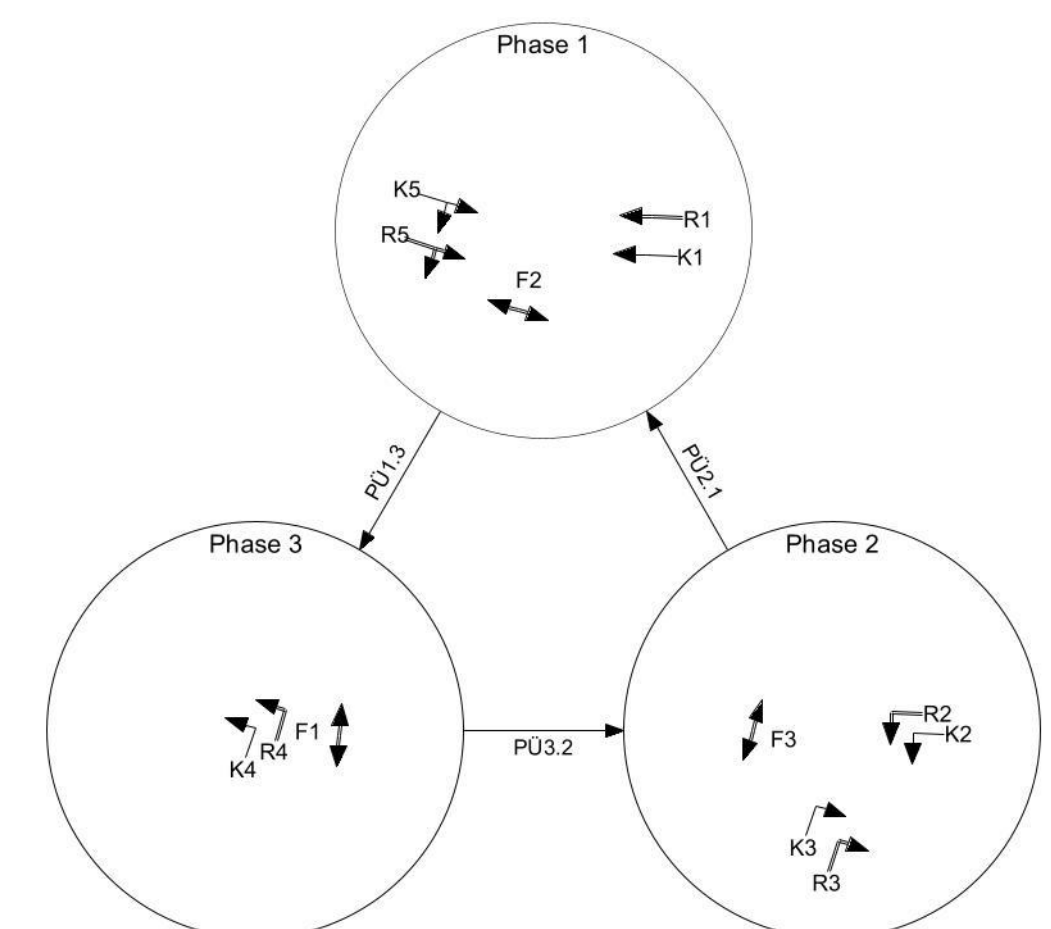 Phase 1
K5
R1
R5
K1
F2
PÜ1.3
PÜ2.1
Phase 3
Phase 2
R2
F1
K2
F3
R4
PÜ3.2
K4
K3
R3